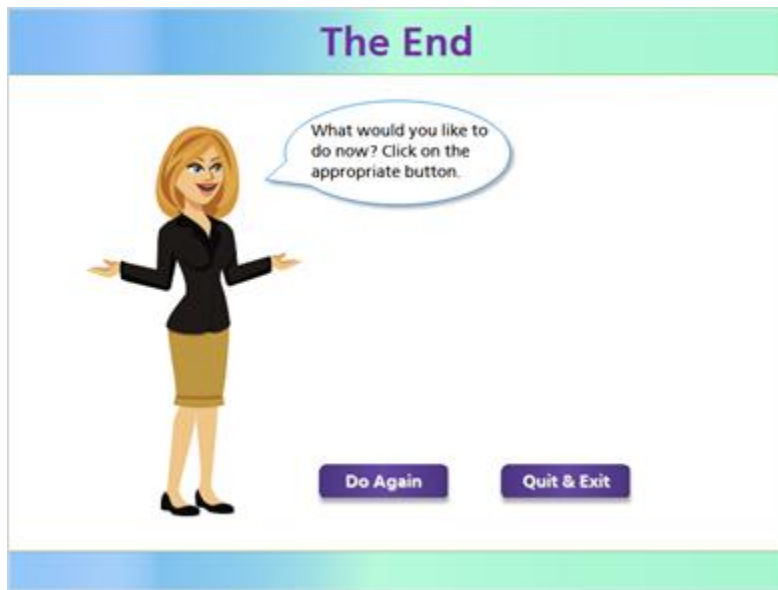 The End
What would you like to
do now? Click on the
appropriate button.
Do Again
Quit & Exit